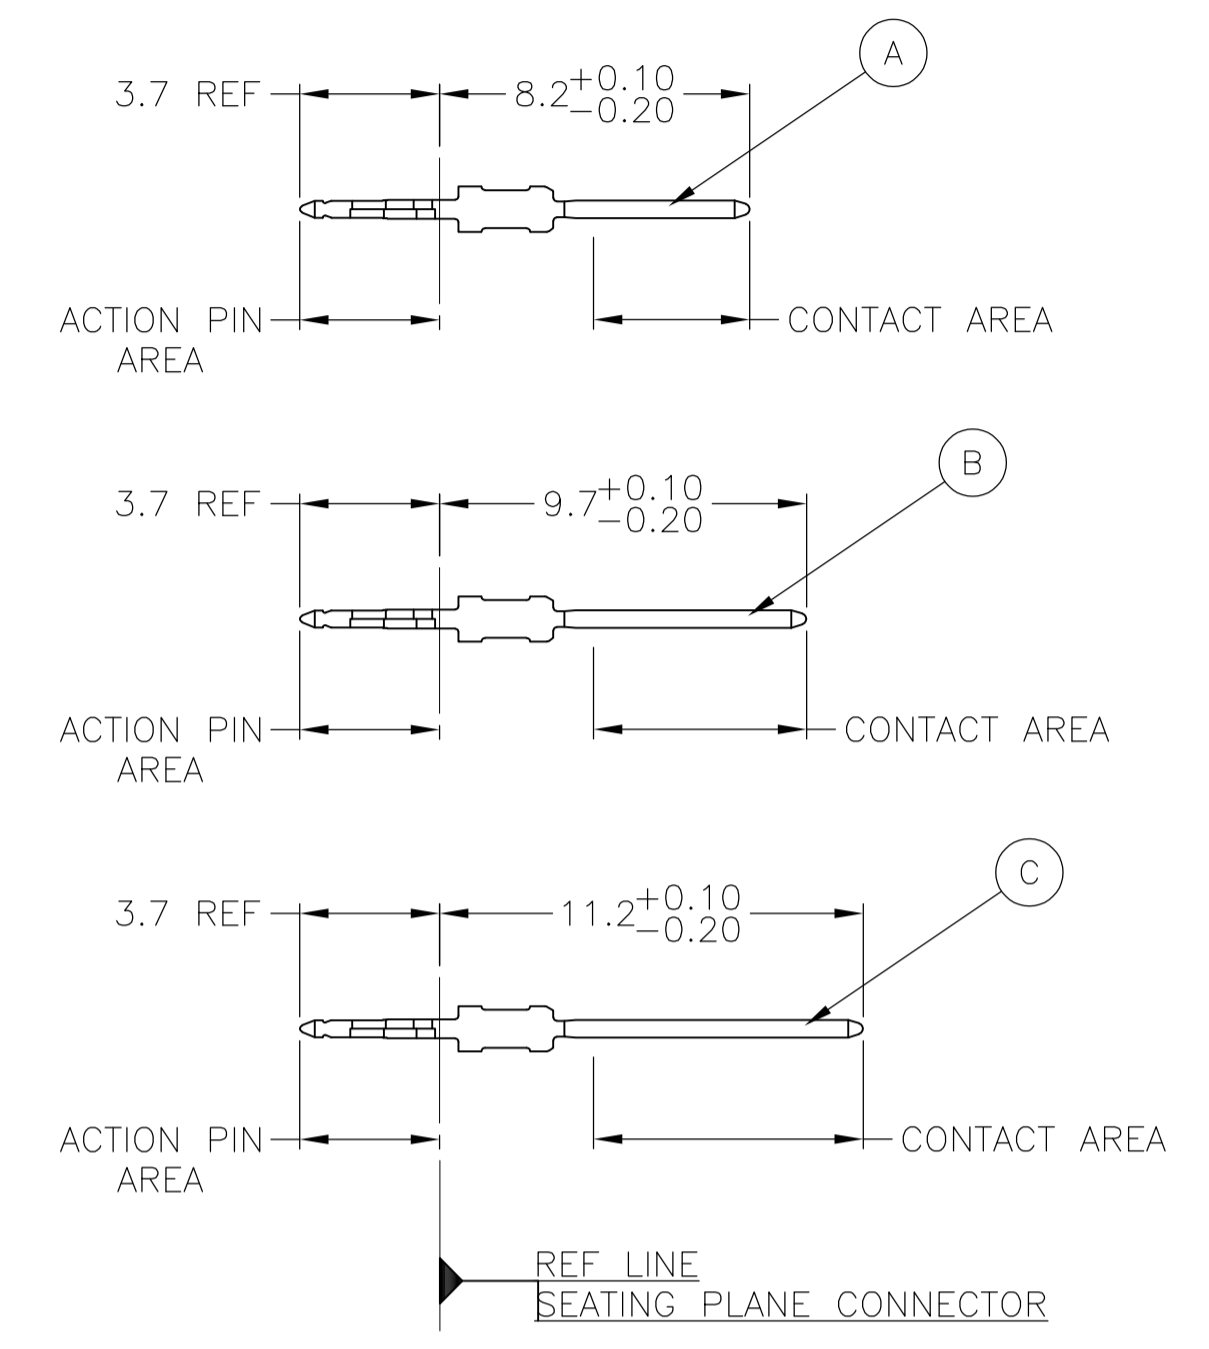 A
3.7 REF
8.2 +0.10
-0.20
ACTION PIN
AREA
CONTACT AREA
B
3.7 REF
9.7 +0.10
-0.20
ACTION PIN
AREA
CONTACT AREA
C
3.7 REF
11.2 +0.10
-0.20
ACTION PIN
AREA
CONTACT AREA
REF LINE
SEATING PLANE CONNECTOR